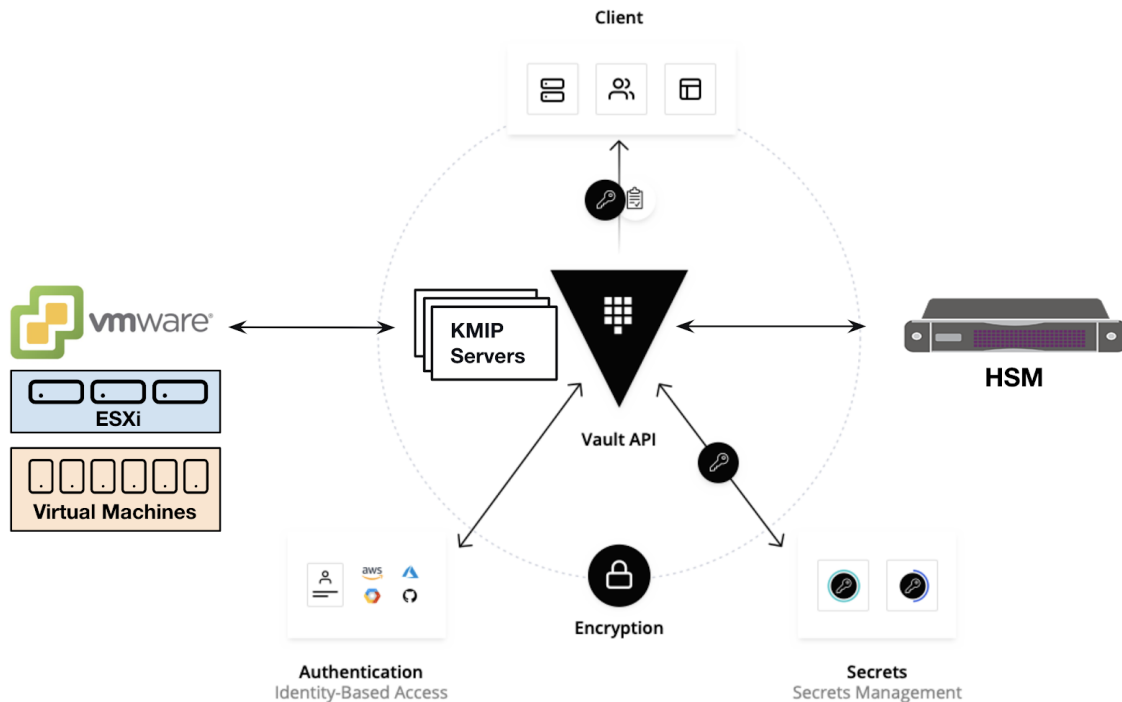 Client
vmware®
KMIP
Servers
HSM
ESXi
Vault API
Virtual Machines
aws
Encryption
Authentication
Identity-Based Access
Secrets
Secrets Management